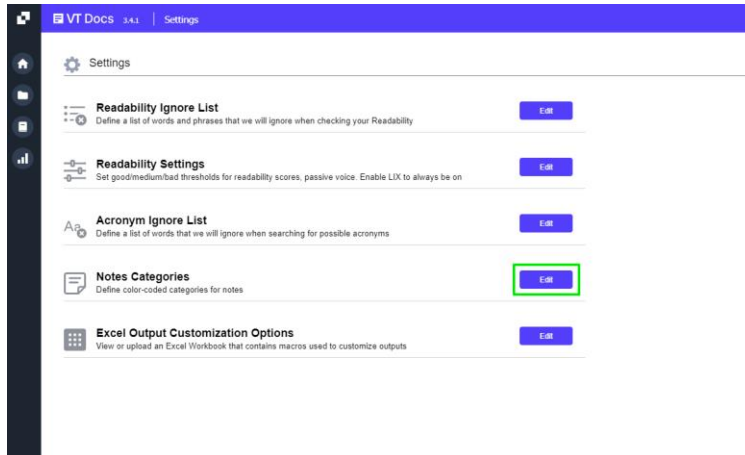 VT Docs 3.4.1 Settings
Settings
Readability Ignore List
Define a list of words and phrases that we will ignore when checking your Readability
Edit
Readability Settings
Set good/medium/bad thresholds for readability scores, passive voice. Enable LIX to always be on
Edit
Aa
Acronym Ignore List
Define a list of words that we will ignore when searching for possible acronyms
Edit
Notes Categories
Define color-coded categories for notes
Edit
Excel Output Customization Options
View or upload an Excel Workbook that contains macros used to customize outputs
Edit